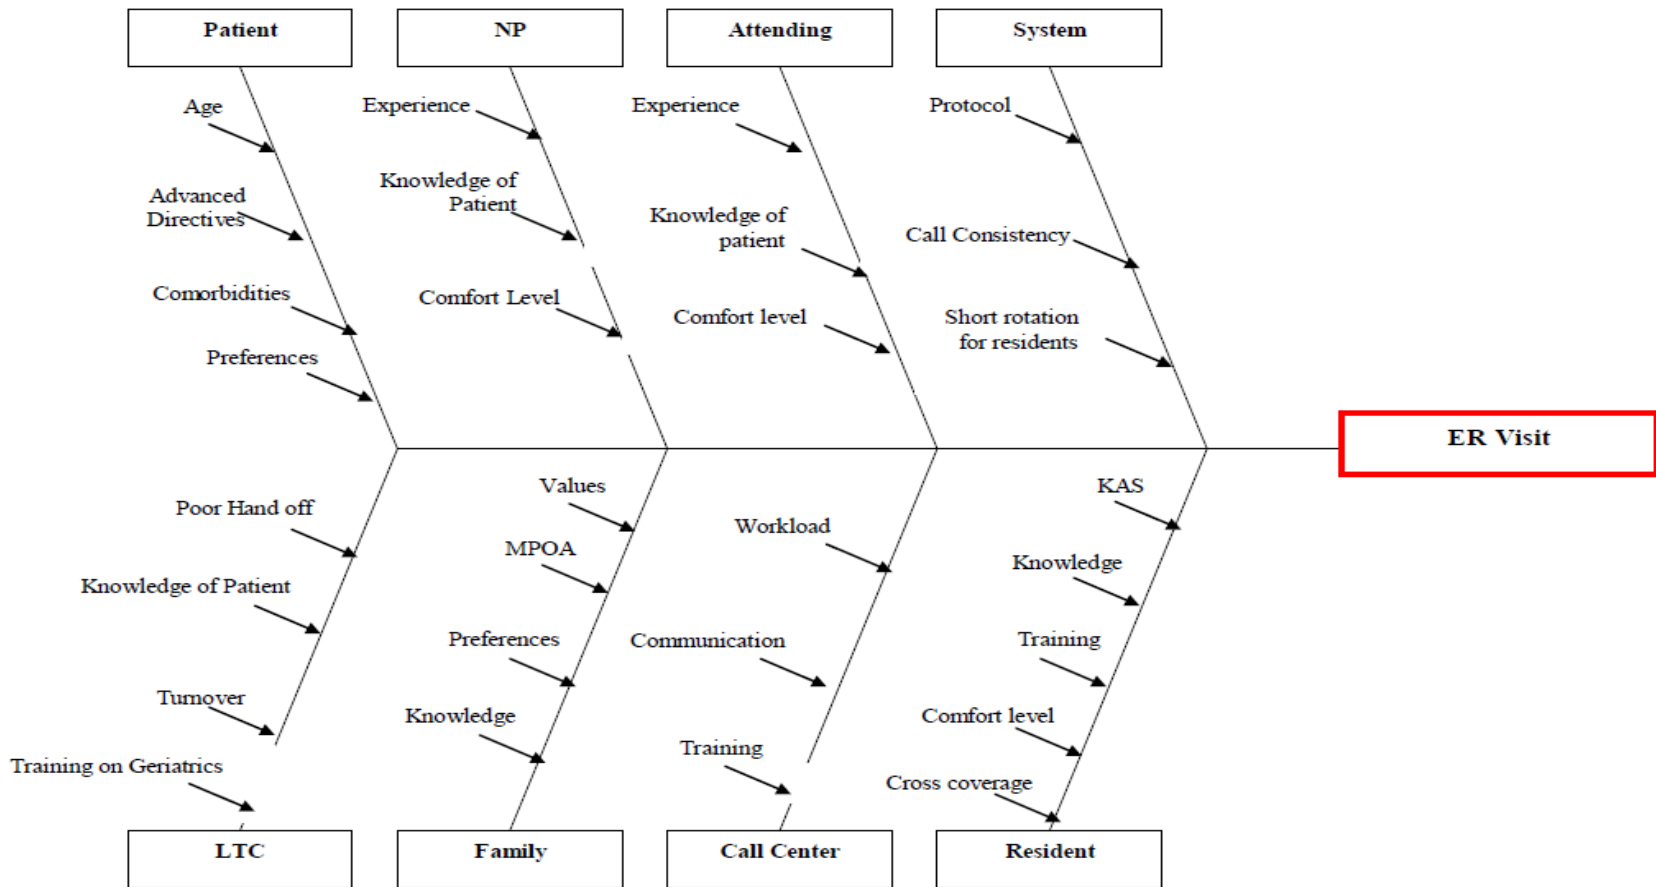 Patient
NP
Attending
System
Age
Experience
Experience
Protocol
Knowledge of
Patient
Advanced
Directives
Knowledge of
patient
Call Consistency
Comorbidities
Comfort Level
Comfort level
Short rotation
for residents
Preferences
ER Visit
Values
KAS
Poor Hand off
Workload
MPOA
Knowledge
Knowledge of Patient
Preferences
Communication
Training
Turnover
Knowledge
Comfort level
Training on Geriatrics
Training
Cross coverage
LTC
Family
Call Center
Resident